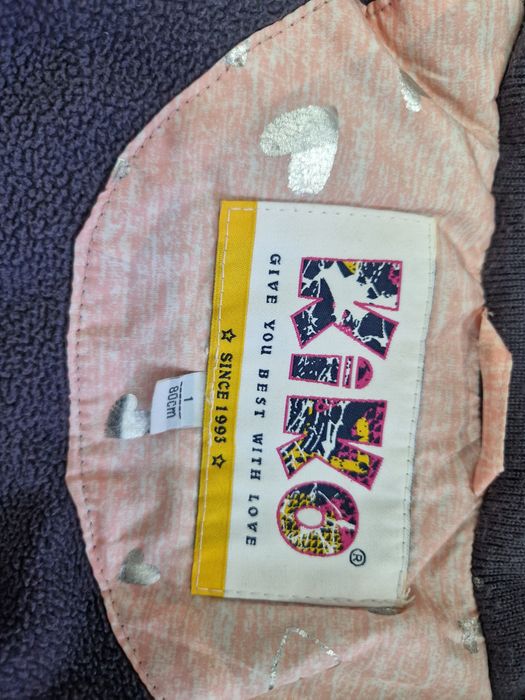 KiKO®
GIVE YOU BEST WITH LOVE
☆ SINCE 1993 ☆
1
80cm